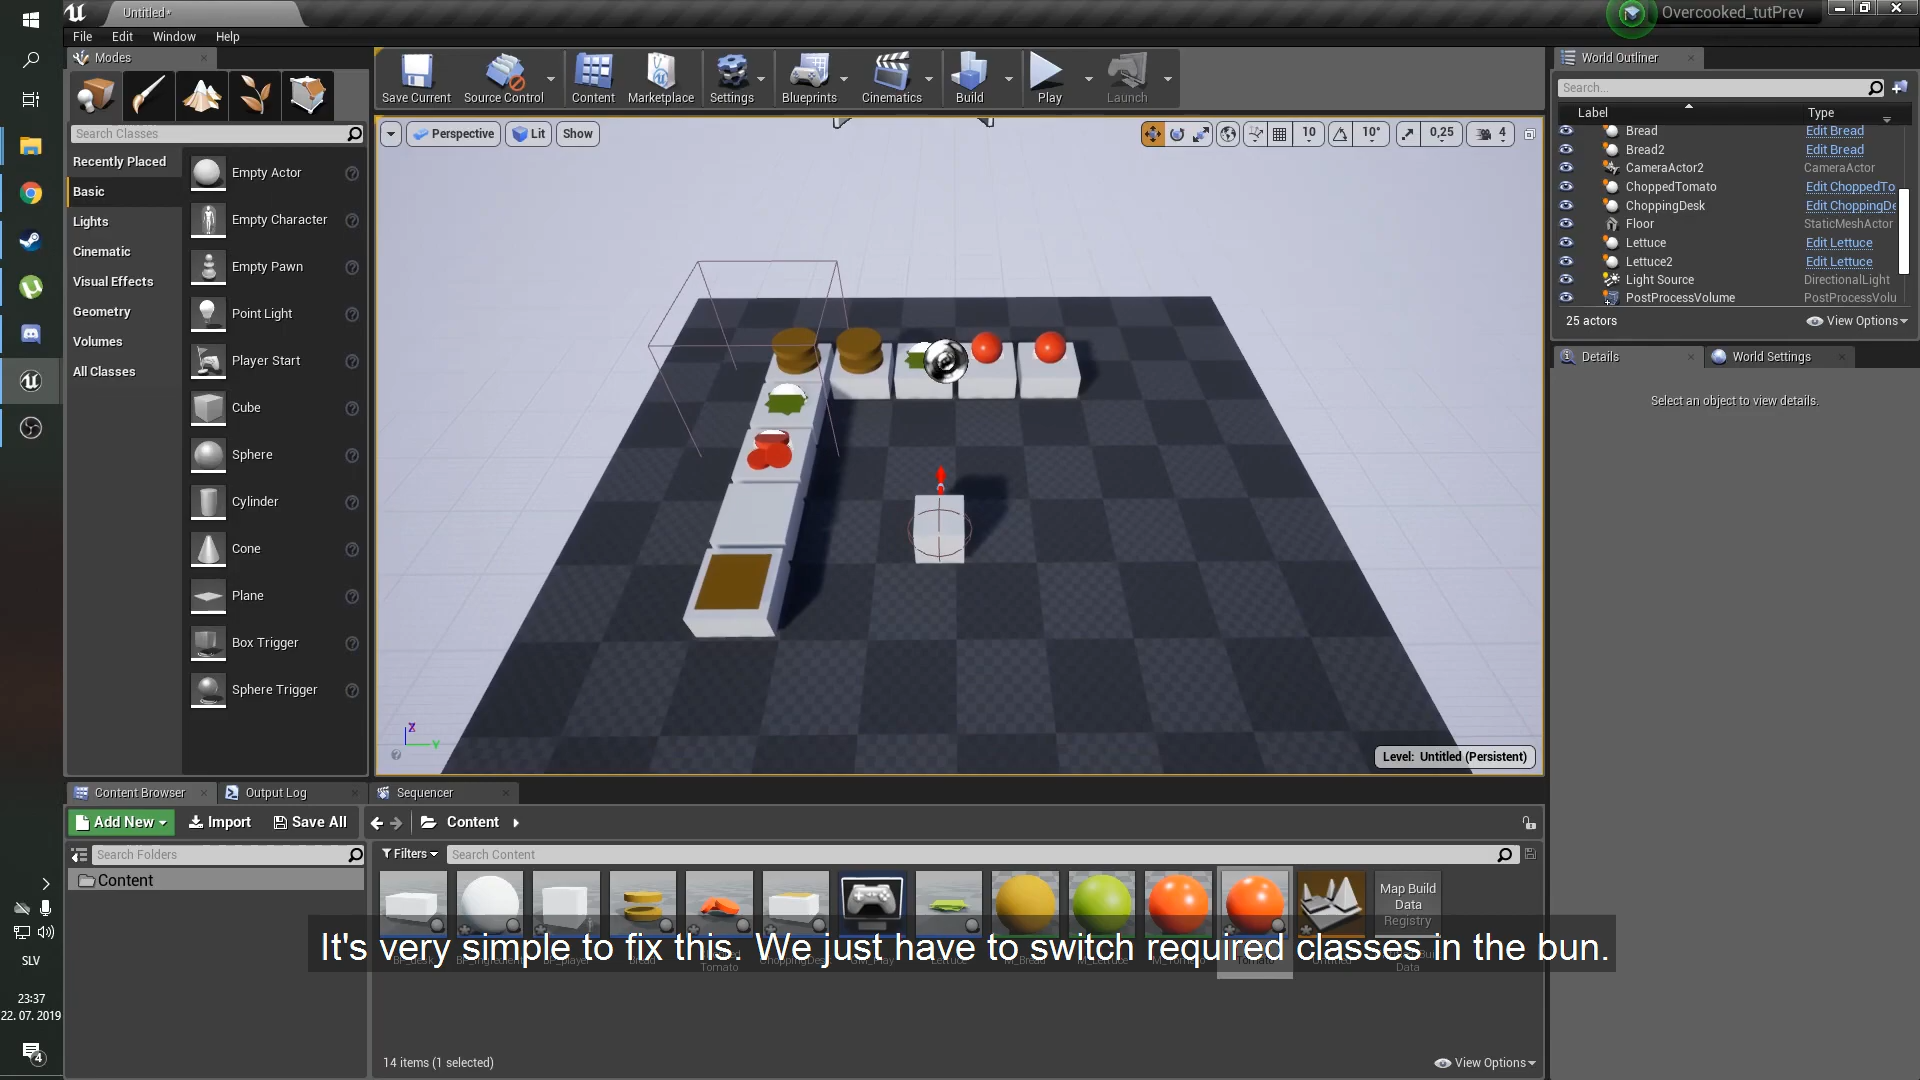 Untitled*
Overcooked_tutPrev
File Edit Window Help
Modes
Search Classes
Recently Placed
Basic
Lights
Cinematic
Visual Effects
Geometry
Volumes
All Classes
Empty Actor
Empty Character
Empty Pawn
Point Light
Player Start
Cube
Sphere
Cylinder
Cone
Plane
Box Trigger
Sphere Trigger
Save Current Source Control Content Marketplace Settings Blueprints Cinematics Build Play Launch
Perspective Lit Show
10 10° 0,25 4
Z
Y
Level: Untitled (Persistent)
World Outliner
Search...
Label Type
Bread Edit Bread
Bread2 Edit Bread
CameraActor2 CameraActor
ChoppedTomato Edit ChoppedTo
ChoppingDesk Edit ChoppingDe
Floor StaticMeshActor
Lettuce Edit Lettuce
Lettuce2 Edit Lettuce
Light Source DirectionalLight
PostProcessVolume PostProcessVolu
25 actors View Options
Details World Settings
Select an object to view details.
Content Browser Output Log Sequencer
Add New Import Save All Content
Search Folders
Content
Filters Search Content
Map Build
Data
Registry
It's very simple to fix this. We just have to switch required classes in the bun.
14 items (1 selected) View Options
SLV
23:37
22. 07. 2019
4